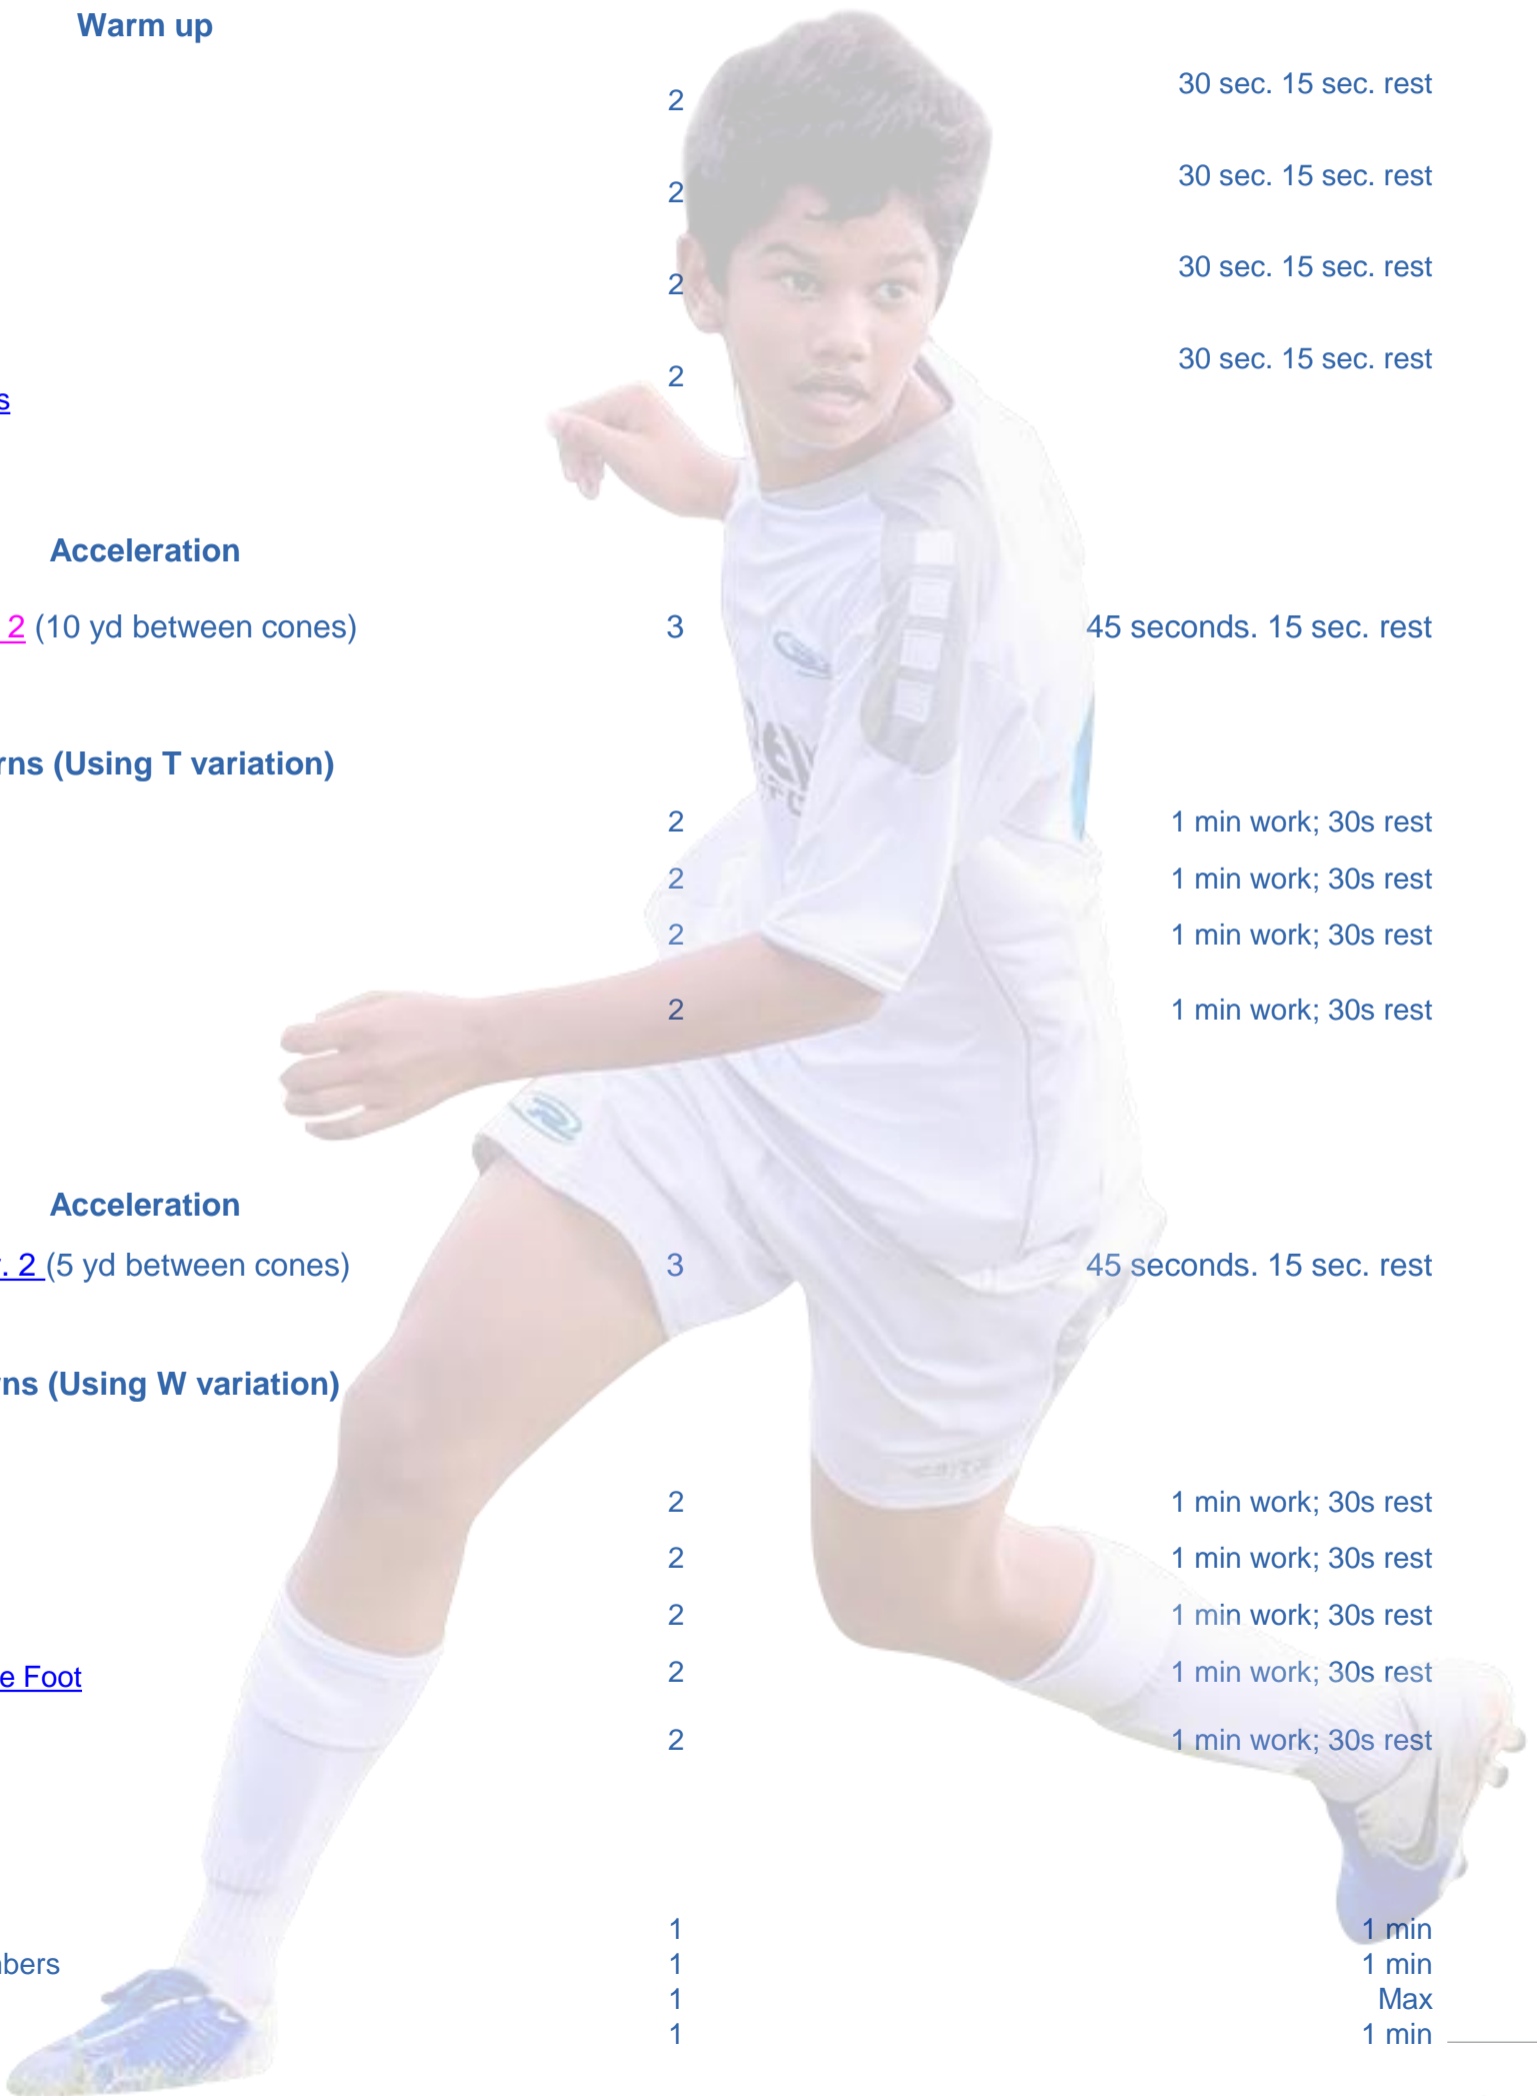 Warm up
2 30 sec. 15 sec. rest
2 30 sec. 15 sec. rest
2 30 sec. 15 sec. rest
2 30 sec. 15 sec. rest
s
Acceleration
2 (10 yd between cones) 3 45 seconds. 15 sec. rest
rns (Using T variation)
2 1 min work; 30s rest
2 1 min work; 30s rest
2 1 min work; 30s rest
2 1 min work; 30s rest
Acceleration
. 2 (5 yd between cones) 3 45 seconds. 15 sec. rest
rns (Using W variation)
2 1 min work; 30s rest
2 1 min work; 30s rest
2 1 min work; 30s rest
e Foot 2 1 min work; 30s rest
2 1 min work; 30s rest
1 1 min
bers 1 1 min
1 Max
1 1 min